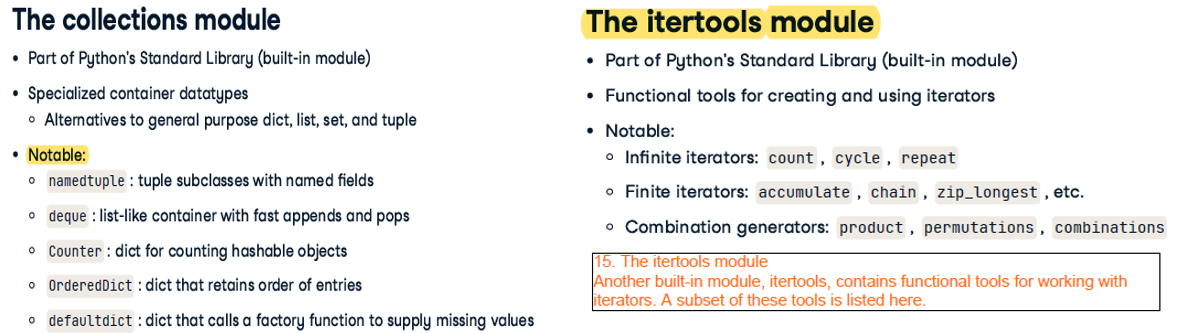 The collections module
• Part of Python's Standard Library (built-in module)
• Specialized container datatypes
○ Alternatives to general purpose dict, list, set, and tuple
• Notable:
○ namedtuple : tuple subclasses with named fields
○ deque : list-like container with fast appends and pops
○ Counter : dict for counting hashable objects
○ OrderedDict : dict that retains order of entries
○ defaultdict : dict that calls a factory function to supply missing values
The itertools module
• Part of Python's Standard Library (built-in module)
• Functional tools for creating and using iterators
• Notable:
○ Infinite iterators: count , cycle , repeat
○ Finite iterators: accumulate , chain , zip_longest , etc.
○ Combination generators: product , permutations , combinations
15. The itertools module
Another built-in module, itertools, contains functional tools for working with
iterators. A subset of these tools is listed here.